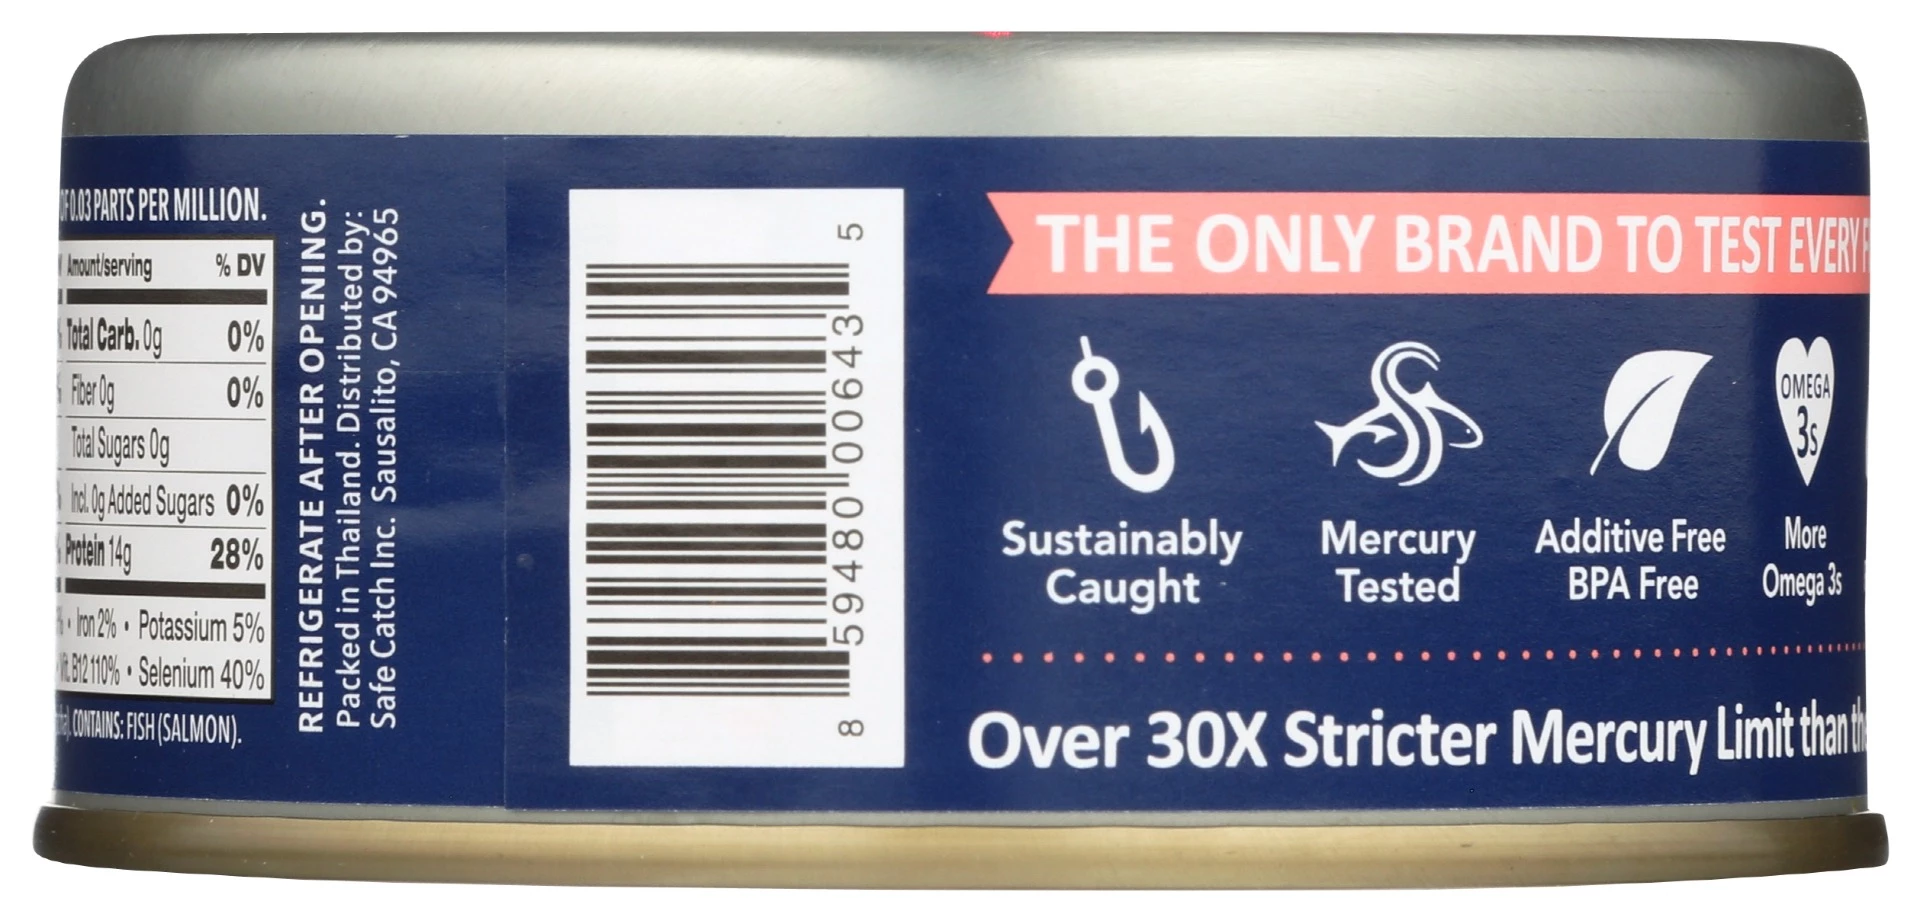 OF 0.03 PARTS PER MILLION.
Amount/serving % DV
Total Carb. 0g 0%
Fiber 0g 0%
Total Sugars 0g
Incl. 0g Added Sugars 0%
Protein 14g 28%
• Iron 2% • Potassium 5%
Vit. B12 110% • Selenium 40%
CONTAINS: FISH (SALMON).
REFRIGERATE AFTER OPENING.
Packed in Thailand. Distributed by:
Safe Catch Inc. Sausalito, CA 94965
8 59480 00643 5
THE ONLY BRAND TO TEST EVERY
OMEGA
3s
Sustainably
Caught
Mercury
Tested
Additive Free
BPA Free
More
Omega 3s
Over 30X Stricter Mercury Limit than